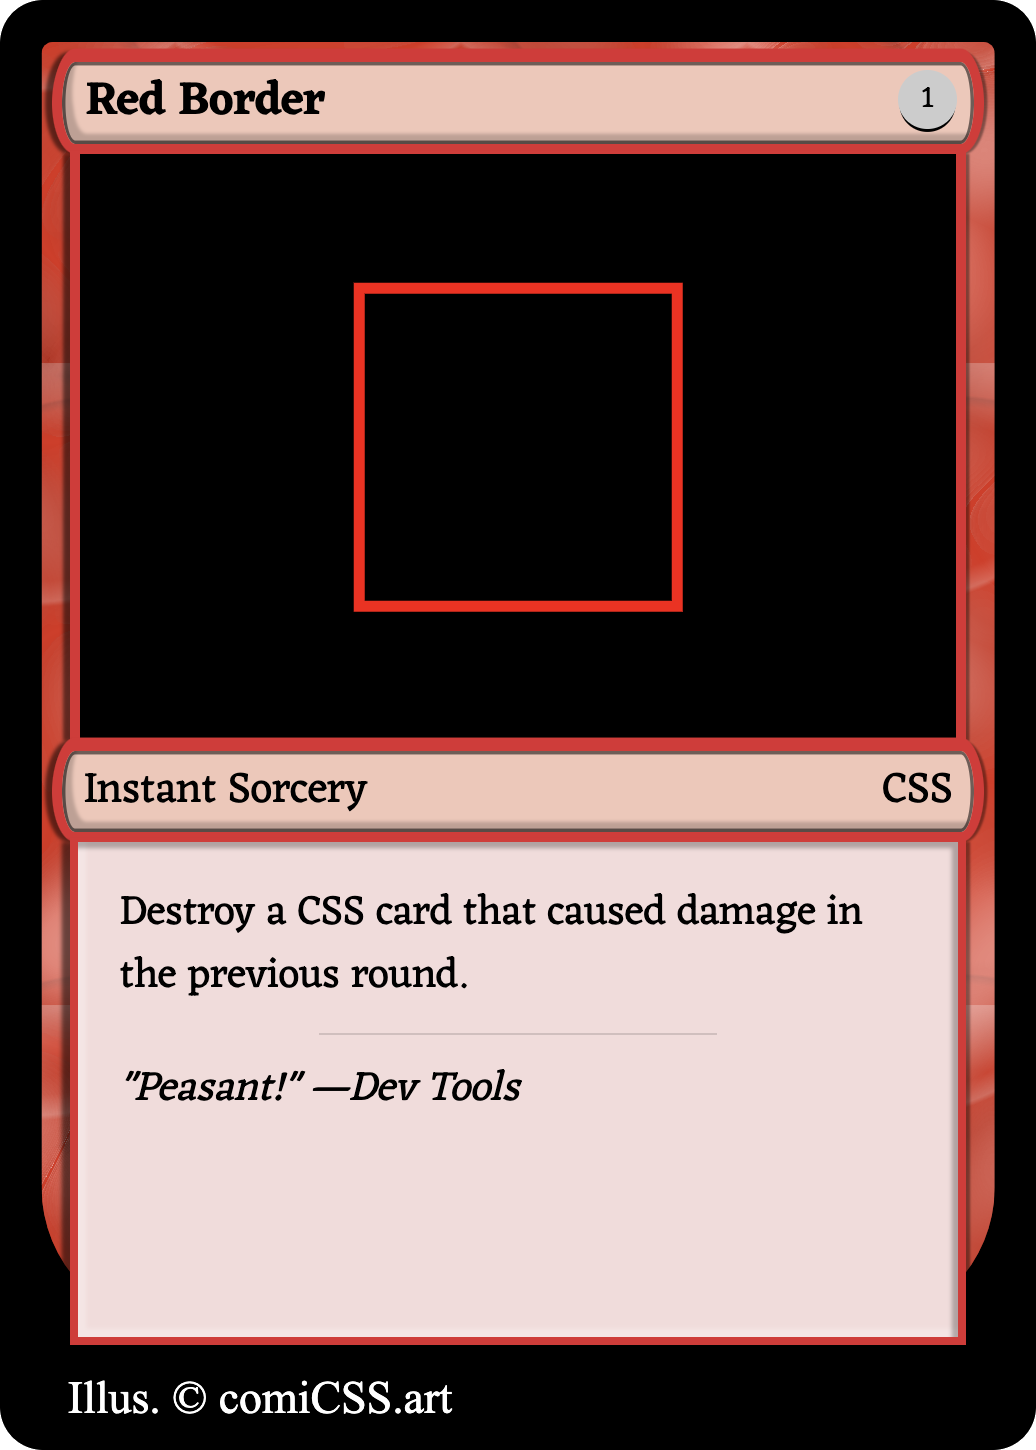 Red Border 1
Instant Sorcery CSS
Destroy a CSS card that caused damage in
the previous round.
"Peasant!" —Dev Tools
Illus. © comiCSS.art